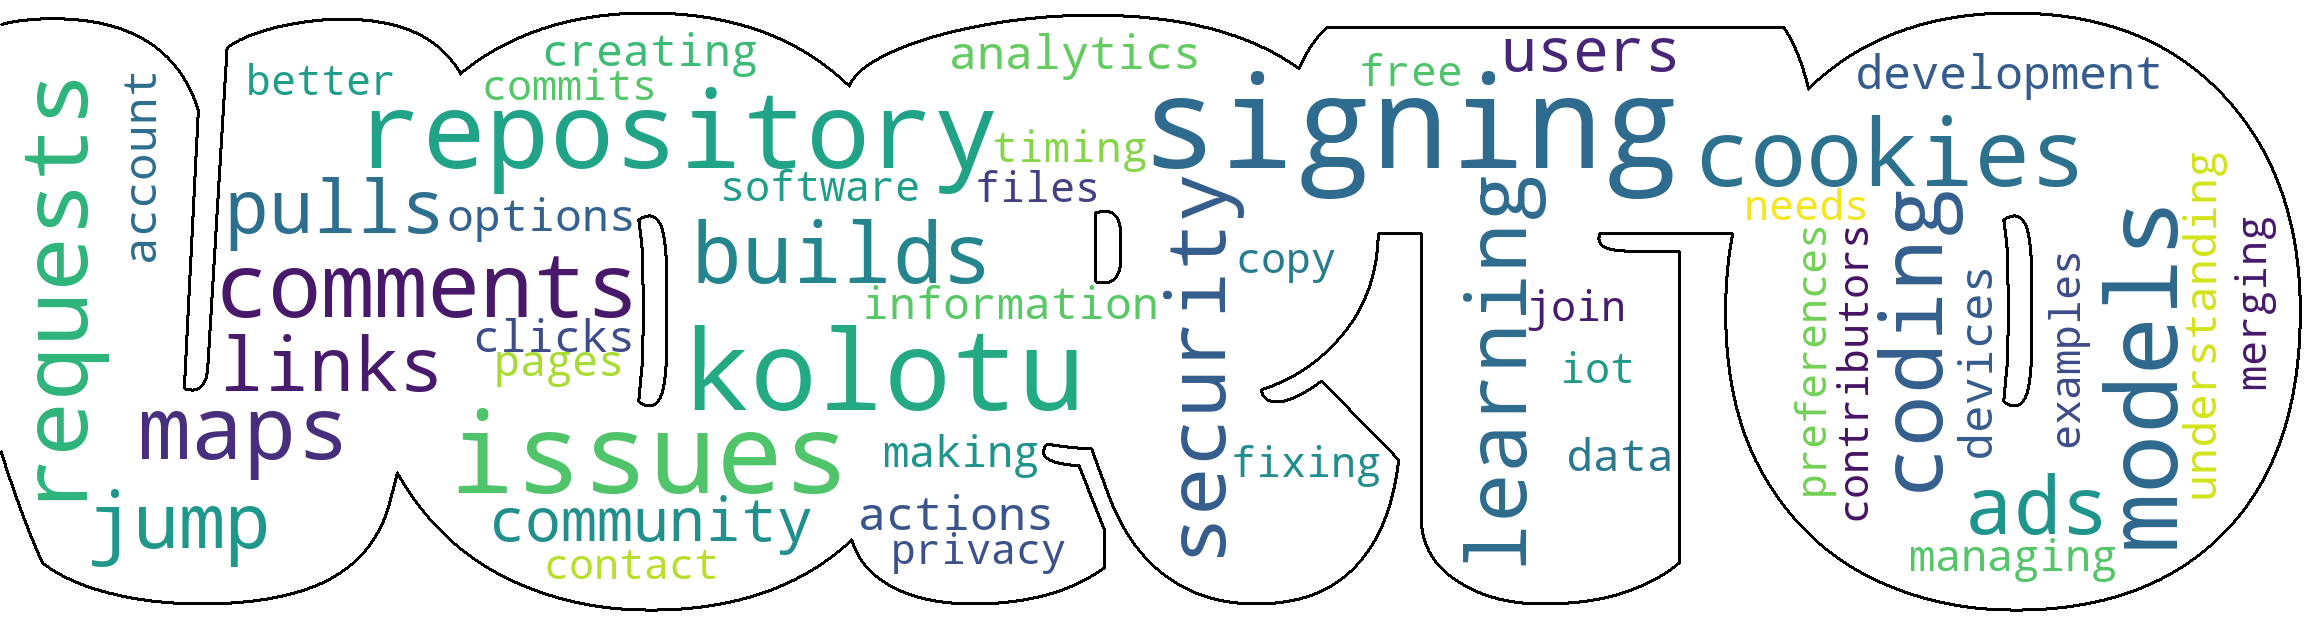 requests
account
better
creating
commits
analytics
users
free
development
repository
timing
signing
cookies
software
files
pulls
options
needs
builds
security
copy
learning
comments
information
join
clicks
pages
links
kolotu
iot
maps
issues
making
fixing
data
jump
community
actions
privacy
contact
preferences
contributors
coding
devices
examples
models
understanding
merging
ads
managing